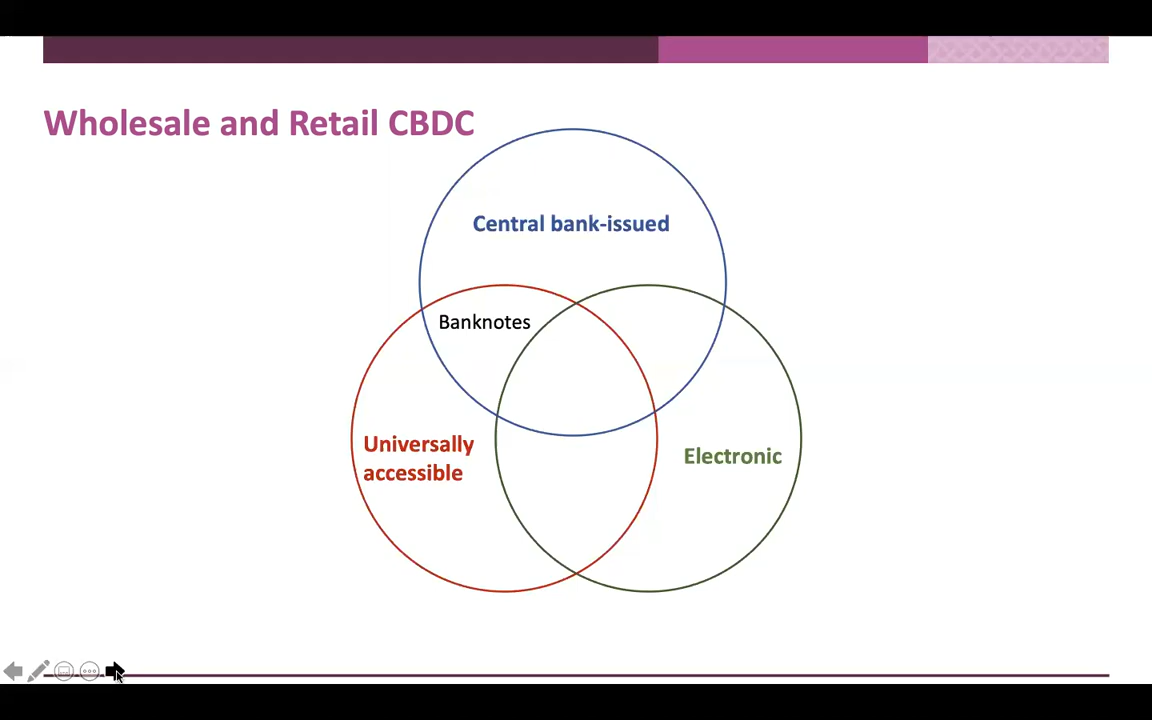 Wholesale and Retail CBDC
Central bank-issued
Banknotes
Universally
accessible
Electronic